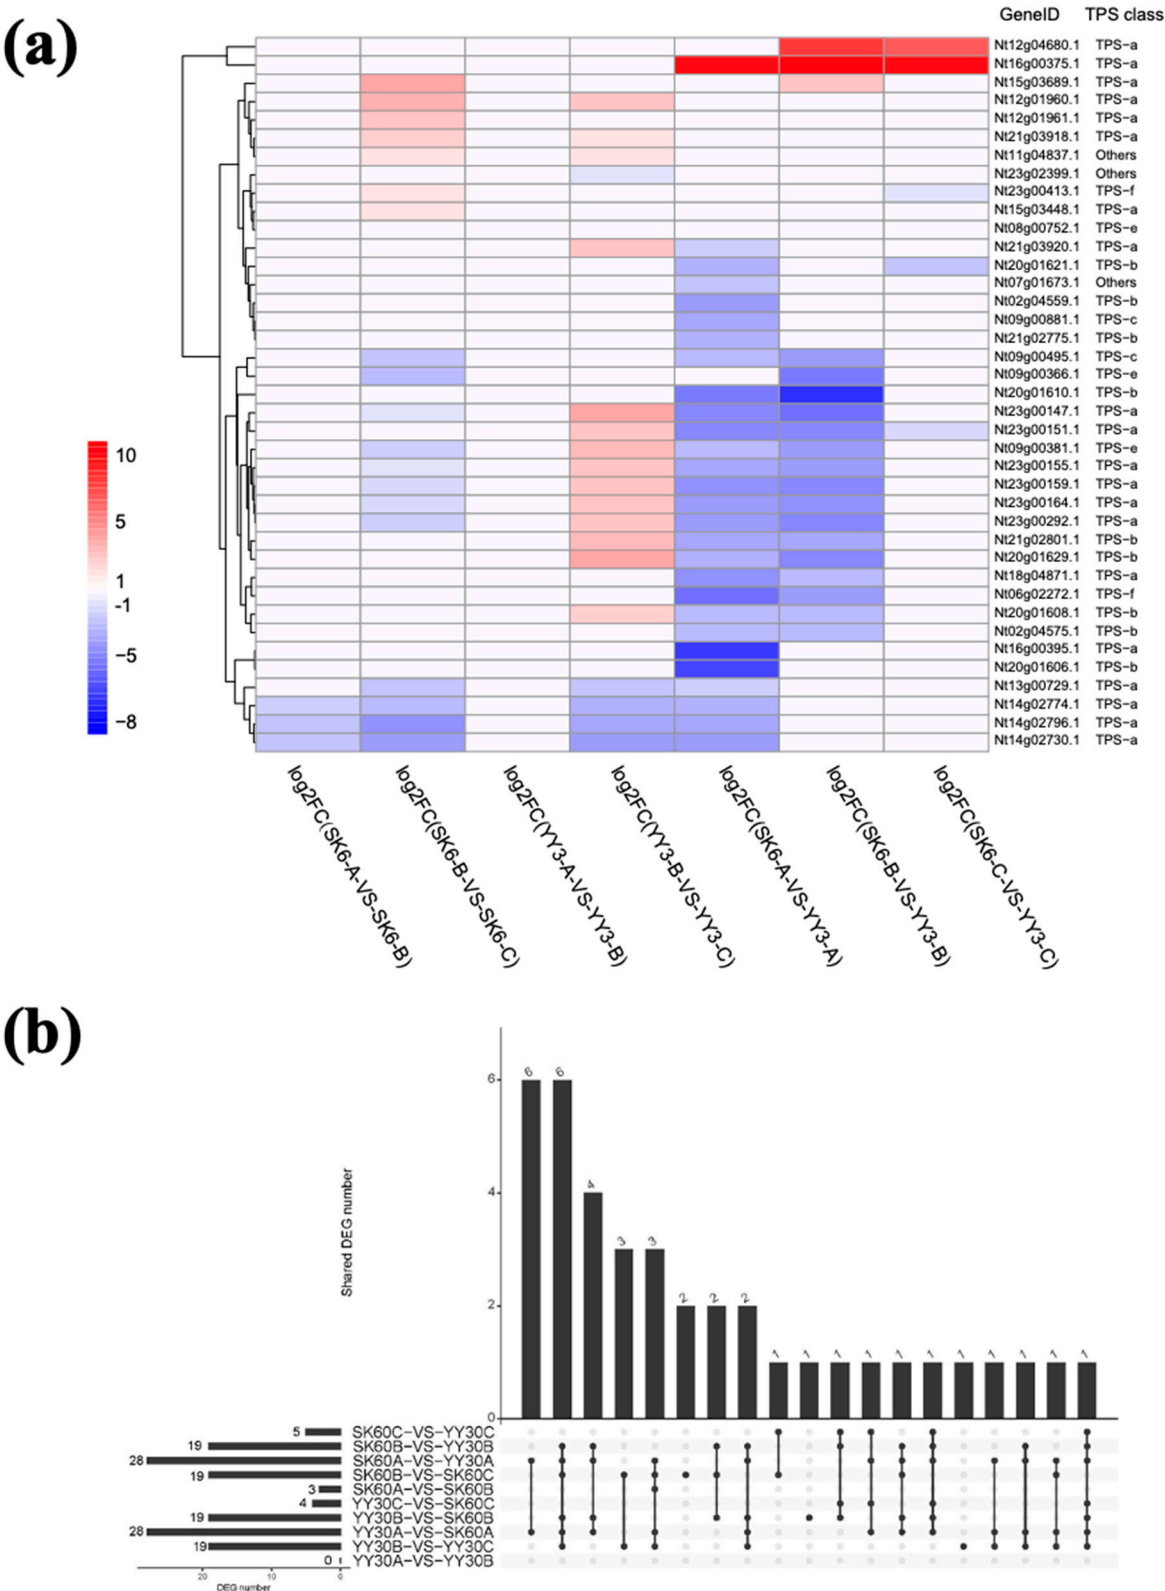 (a)
GeneID TPS class
Nt12g04680.1 TPS-a
Nt16g00375.1 TPS-a
Nt15g03689.1 TPS-a
Nt12g01960.1 TPS-a
Nt12g01961.1 TPS-a
Nt21g03918.1 TPS-a
Nt11g04837.1 Others
Nt23g02399.1 Others
Nt23g00413.1 TPS-f
Nt15g03448.1 TPS-a
Nt08g00752.1 TPS-e
Nt21g03920.1 TPS-a
Nt20g01621.1 TPS-b
Nt07g01673.1 Others
Nt02g04559.1 TPS-b
Nt09g00881.1 TPS-c
Nt21g02775.1 TPS-b
Nt09g00495.1 TPS-c
Nt09g00366.1 TPS-e
Nt20g01610.1 TPS-b
Nt23g00147.1 TPS-a
Nt23g00151.1 TPS-a
Nt09g00381.1 TPS-e
Nt23g00155.1 TPS-a
Nt23g00159.1 TPS-a
Nt23g00164.1 TPS-a
Nt23g00292.1 TPS-a
Nt21g02801.1 TPS-b
Nt20g01629.1 TPS-b
Nt18g04871.1 TPS-a
Nt06g02272.1 TPS-f
Nt20g01608.1 TPS-b
Nt02g04575.1 TPS-b
Nt16g00395.1 TPS-a
Nt20g01606.1 TPS-b
Nt13g00729.1 TPS-a
Nt14g02774.1 TPS-a
Nt14g02796.1 TPS-a
Nt14g02730.1 TPS-a
10
5
1
-1
-5
-8
log2FC(SK6-A-VS-SK6-B)
log2FC(SK6-B-VS-SK6-C)
log2FC(YY3-A-VS-YY3-B)
log2FC(YY3-B-VS-YY3-C)
log2FC(SK6-A-VS-YY3-A)
log2FC(SK6-B-VS-YY3-B)
log2FC(SK6-C-VS-YY3-C)
(b)
Shared DEG number
6
4
2
0
6 6 4 3 3 2 2 2 1 1 1 1 1 1 1 1 1 1 1
5 SK60C-VS-YY30C
19 SK60B-VS-YY30B
28 SK60A-VS-YY30A
19 SK60B-VS-SK60C
3 SK60A-VS-SK60B
4 YY30C-VS-SK60C
19 YY30B-VS-SK60B
28 YY30A-VS-SK60A
19 YY30B-VS-YY30C
0 YY30A-VS-YY30B
20 10 0
DEG number